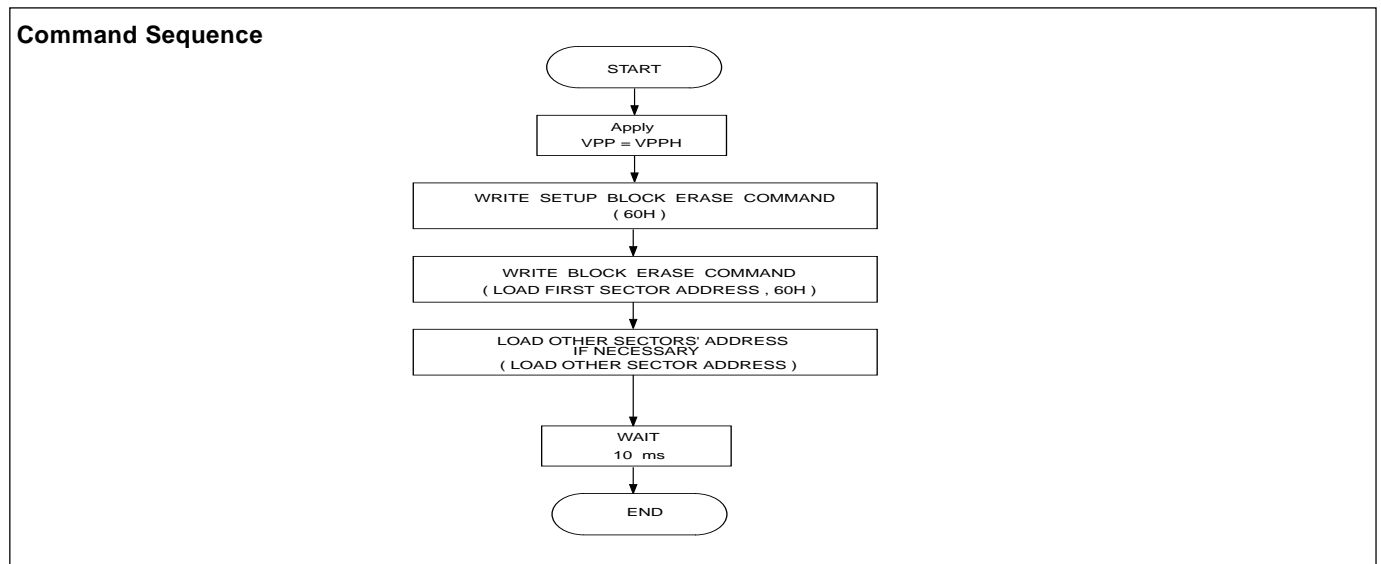 Command Sequence
START
Apply
VPP = VPPH
WRITE SETUP BLOCK ERASE COMMAND
( 60H )
WRITE BLOCK ERASE COMMAND
( LOAD FIRST SECTOR ADDRESS , 60H )
LOAD OTHER SECTORS' ADDRESS
IF NECESSARY
( LOAD OTHER SECTOR ADDRESS )
WAIT
10 ms
END